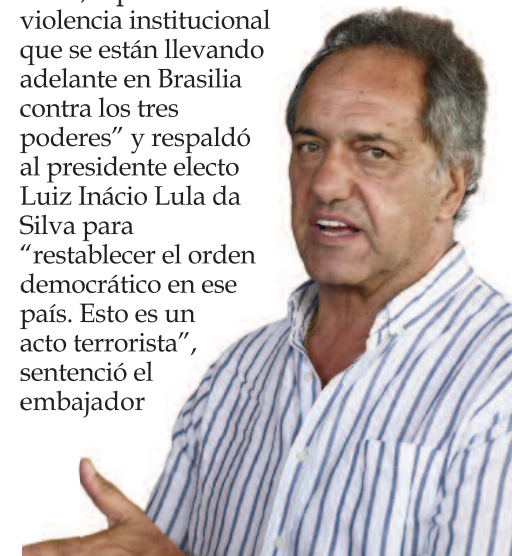 violencia institucional
que se están llevando
adelante en Brasilia
contra los tres
poderes” y respaldó
al presidente electo
Luiz Inácio Lula da
Silva para
“restablecer el orden
democrático en ese
país. Esto es un
acto terrorista”,
sentenció el
embajador